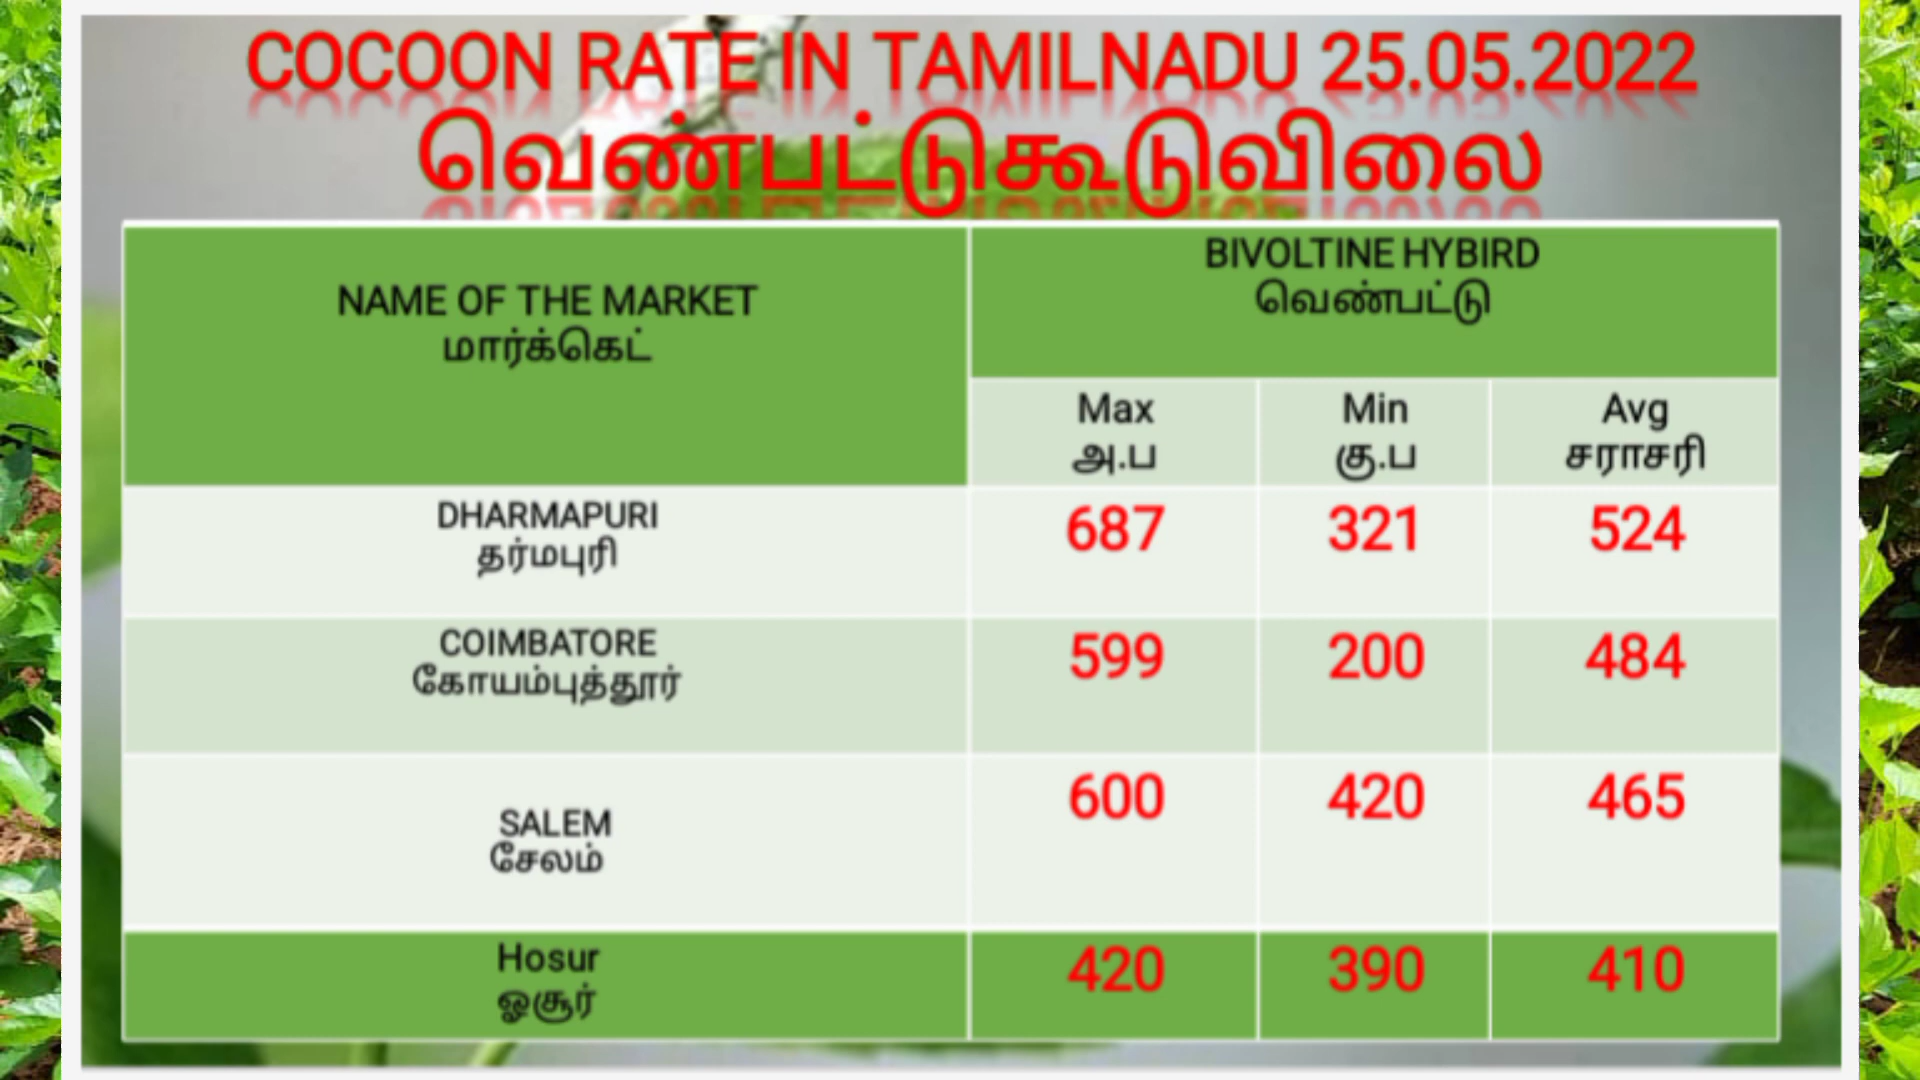 COCOON RATE IN TAMILNADU 25.05.2022
வெண்பட்டுகூடுவிலை
NAME OF THE MARKET
மார்க்கெட்
BIVOLTINE HYBIRD
வெண்பட்டு
Max Min Avg
அ.ப கு.ப சராசரி
DHARMAPURI
தர்மபுரி
687 321 524
COIMBATORE
கோயம்புத்தூர்
599 200 484
SALEM
சேலம்
600 420 465
Hosur
ஓசூர்
420 390 410